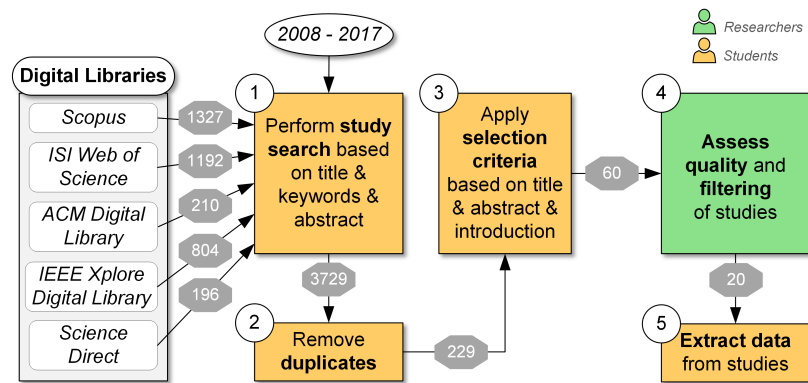 2008 - 2017
Researchers
Students
Digital Libraries
Scopus
ISI Web of
Science
ACM Digital
Library
IEEE Xplore
Digital Library
Science
Direct
1327
1192
210
804
196
1
Perform study
search based
on title &
keywords &
abstract
3729
2
Remove
duplicates
229
3
Apply
selection
criteria
based on title
& abstract &
introduction
60
4
Assess
quality and
filtering
of studies
20
5
Extract data
from studies